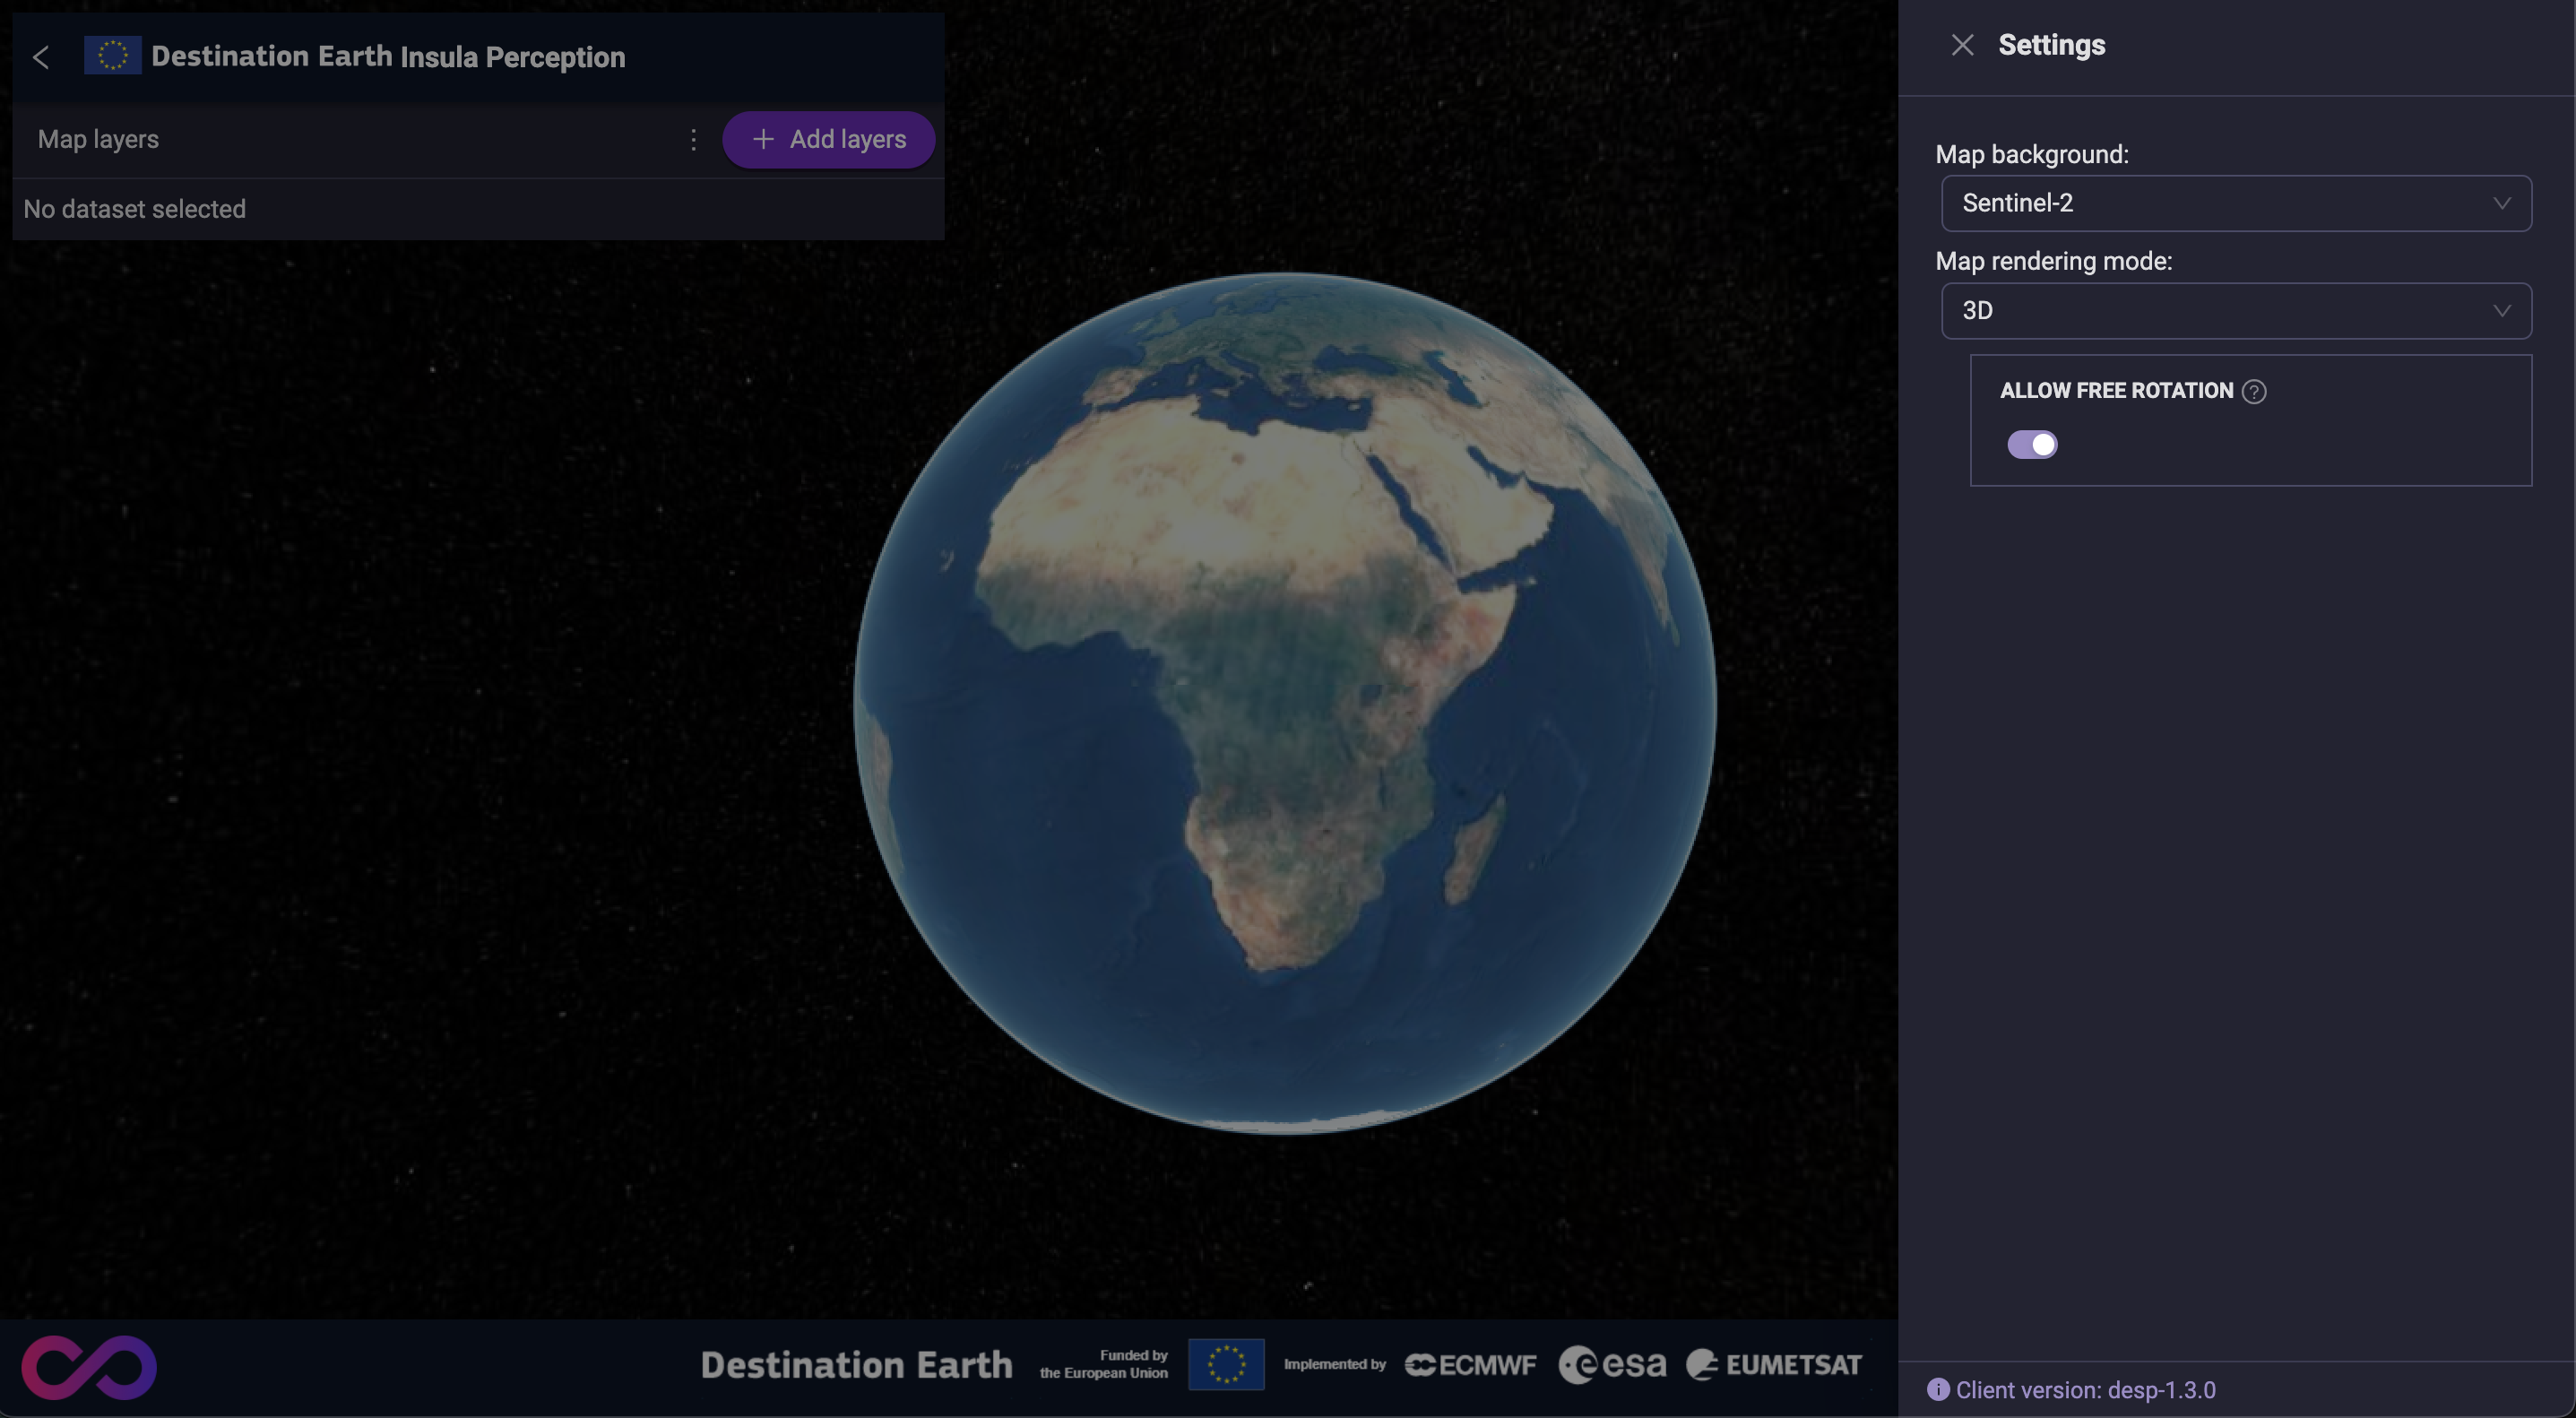 Destination Earth Insula Perception
Map layers
Add layers
No dataset selected
Settings
Map background:
Sentinel-2
Map rendering mode:
3D
ALLOW FREE ROTATION ?
Destination Earth
Funded by
the European Union
Implemented by
ECMWF
esa
EUMETSAT
Client version: desp-1.3.0